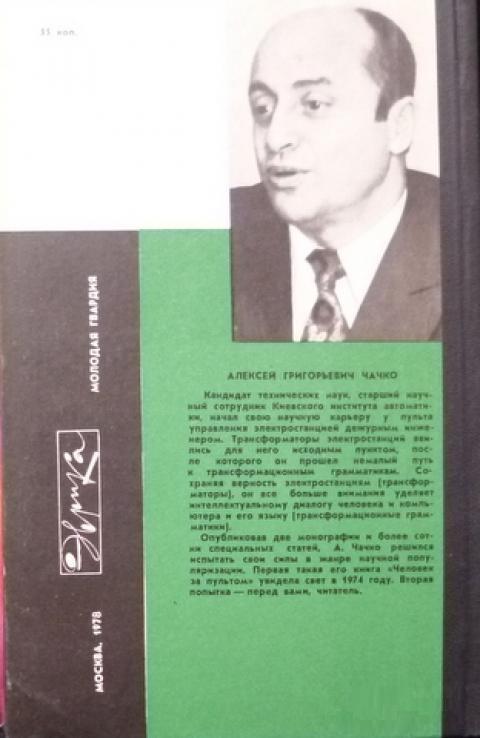 35 коп.
АЛЕКСЕЙ ГРИГОРЬЕВИЧ ЧАЧКО
Кандидат технических наук, старший науч-
ный сотрудник Киевского института автомати-
ки, начал свою научную карьеру у пульта
управления электростанцией дежурным инже-
нером. Трансформаторы электростанций яви-
лись для него исходным пунктом, пос-
ле которого он прошел немалый путь
к трансформационным грамматикам. Со-
храняя верность электростанциям (трансфор-
маторы), он все больше внимания уделяет
интеллектуальному диалогу человека и компь-
ютера и его языку (трансформационные грам-
матики).
Опубликовав две монографии и более сот-
ни специальных статей, А. Чачко решился
испытать свои силы в жанре научной попу-
ляризации. Первая такая его книга «Человек
за пультом» увидела свет в 1974 году. Вторая
попытка — перед вами, читатель.
МОЛОДАЯ ГВАРДИЯ
Эврика
МОСКВА, 1978